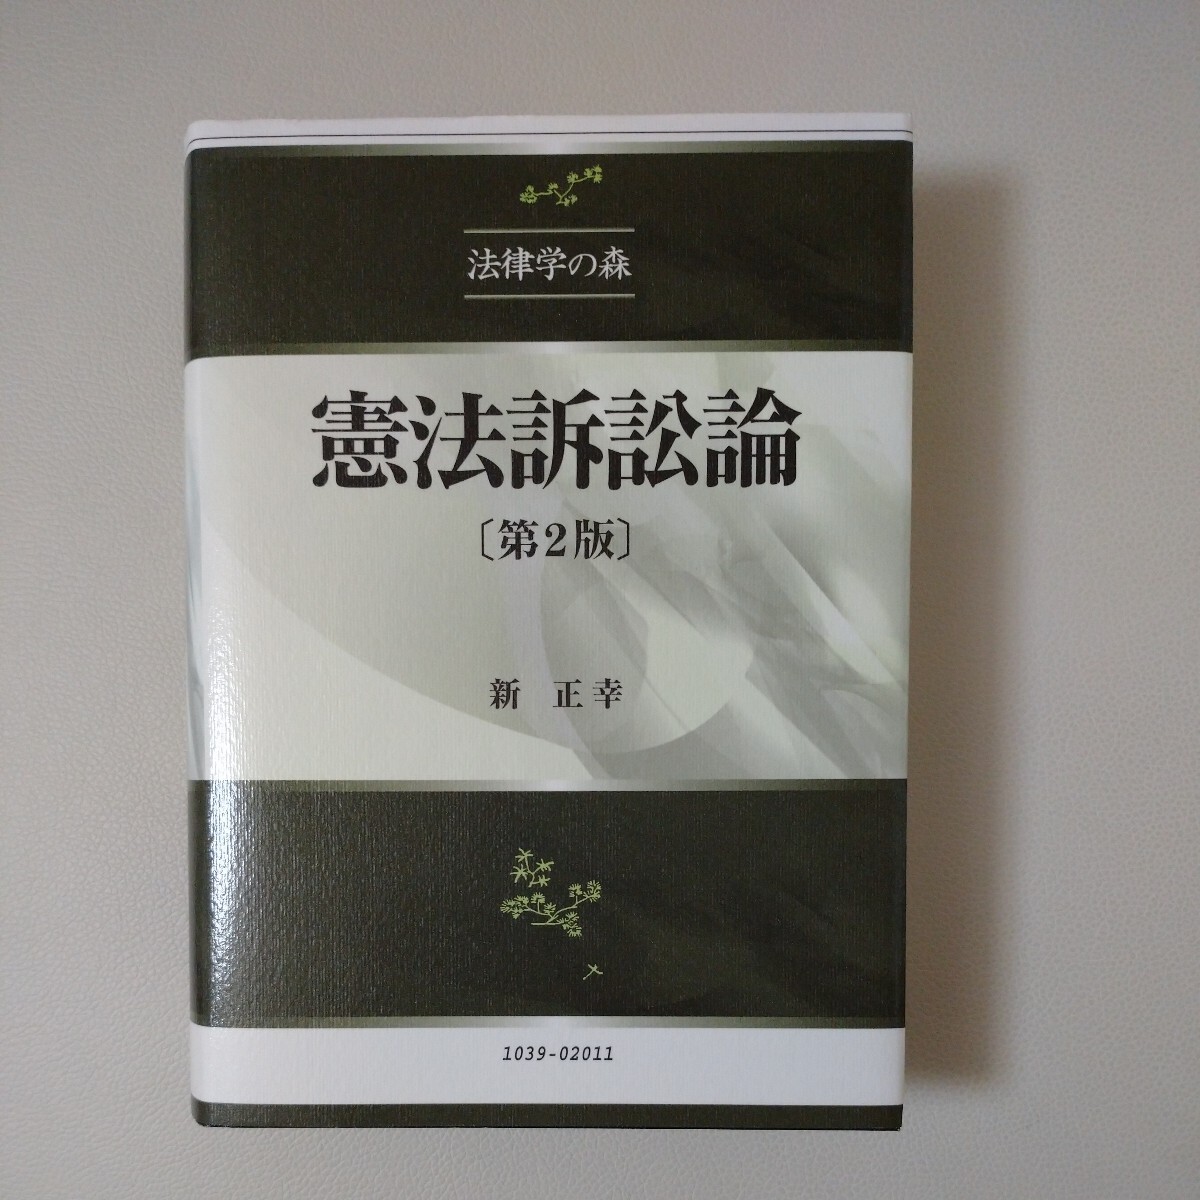 法律学の森
憲法訴訟論
〔第2版〕
新 正幸
1039-02011